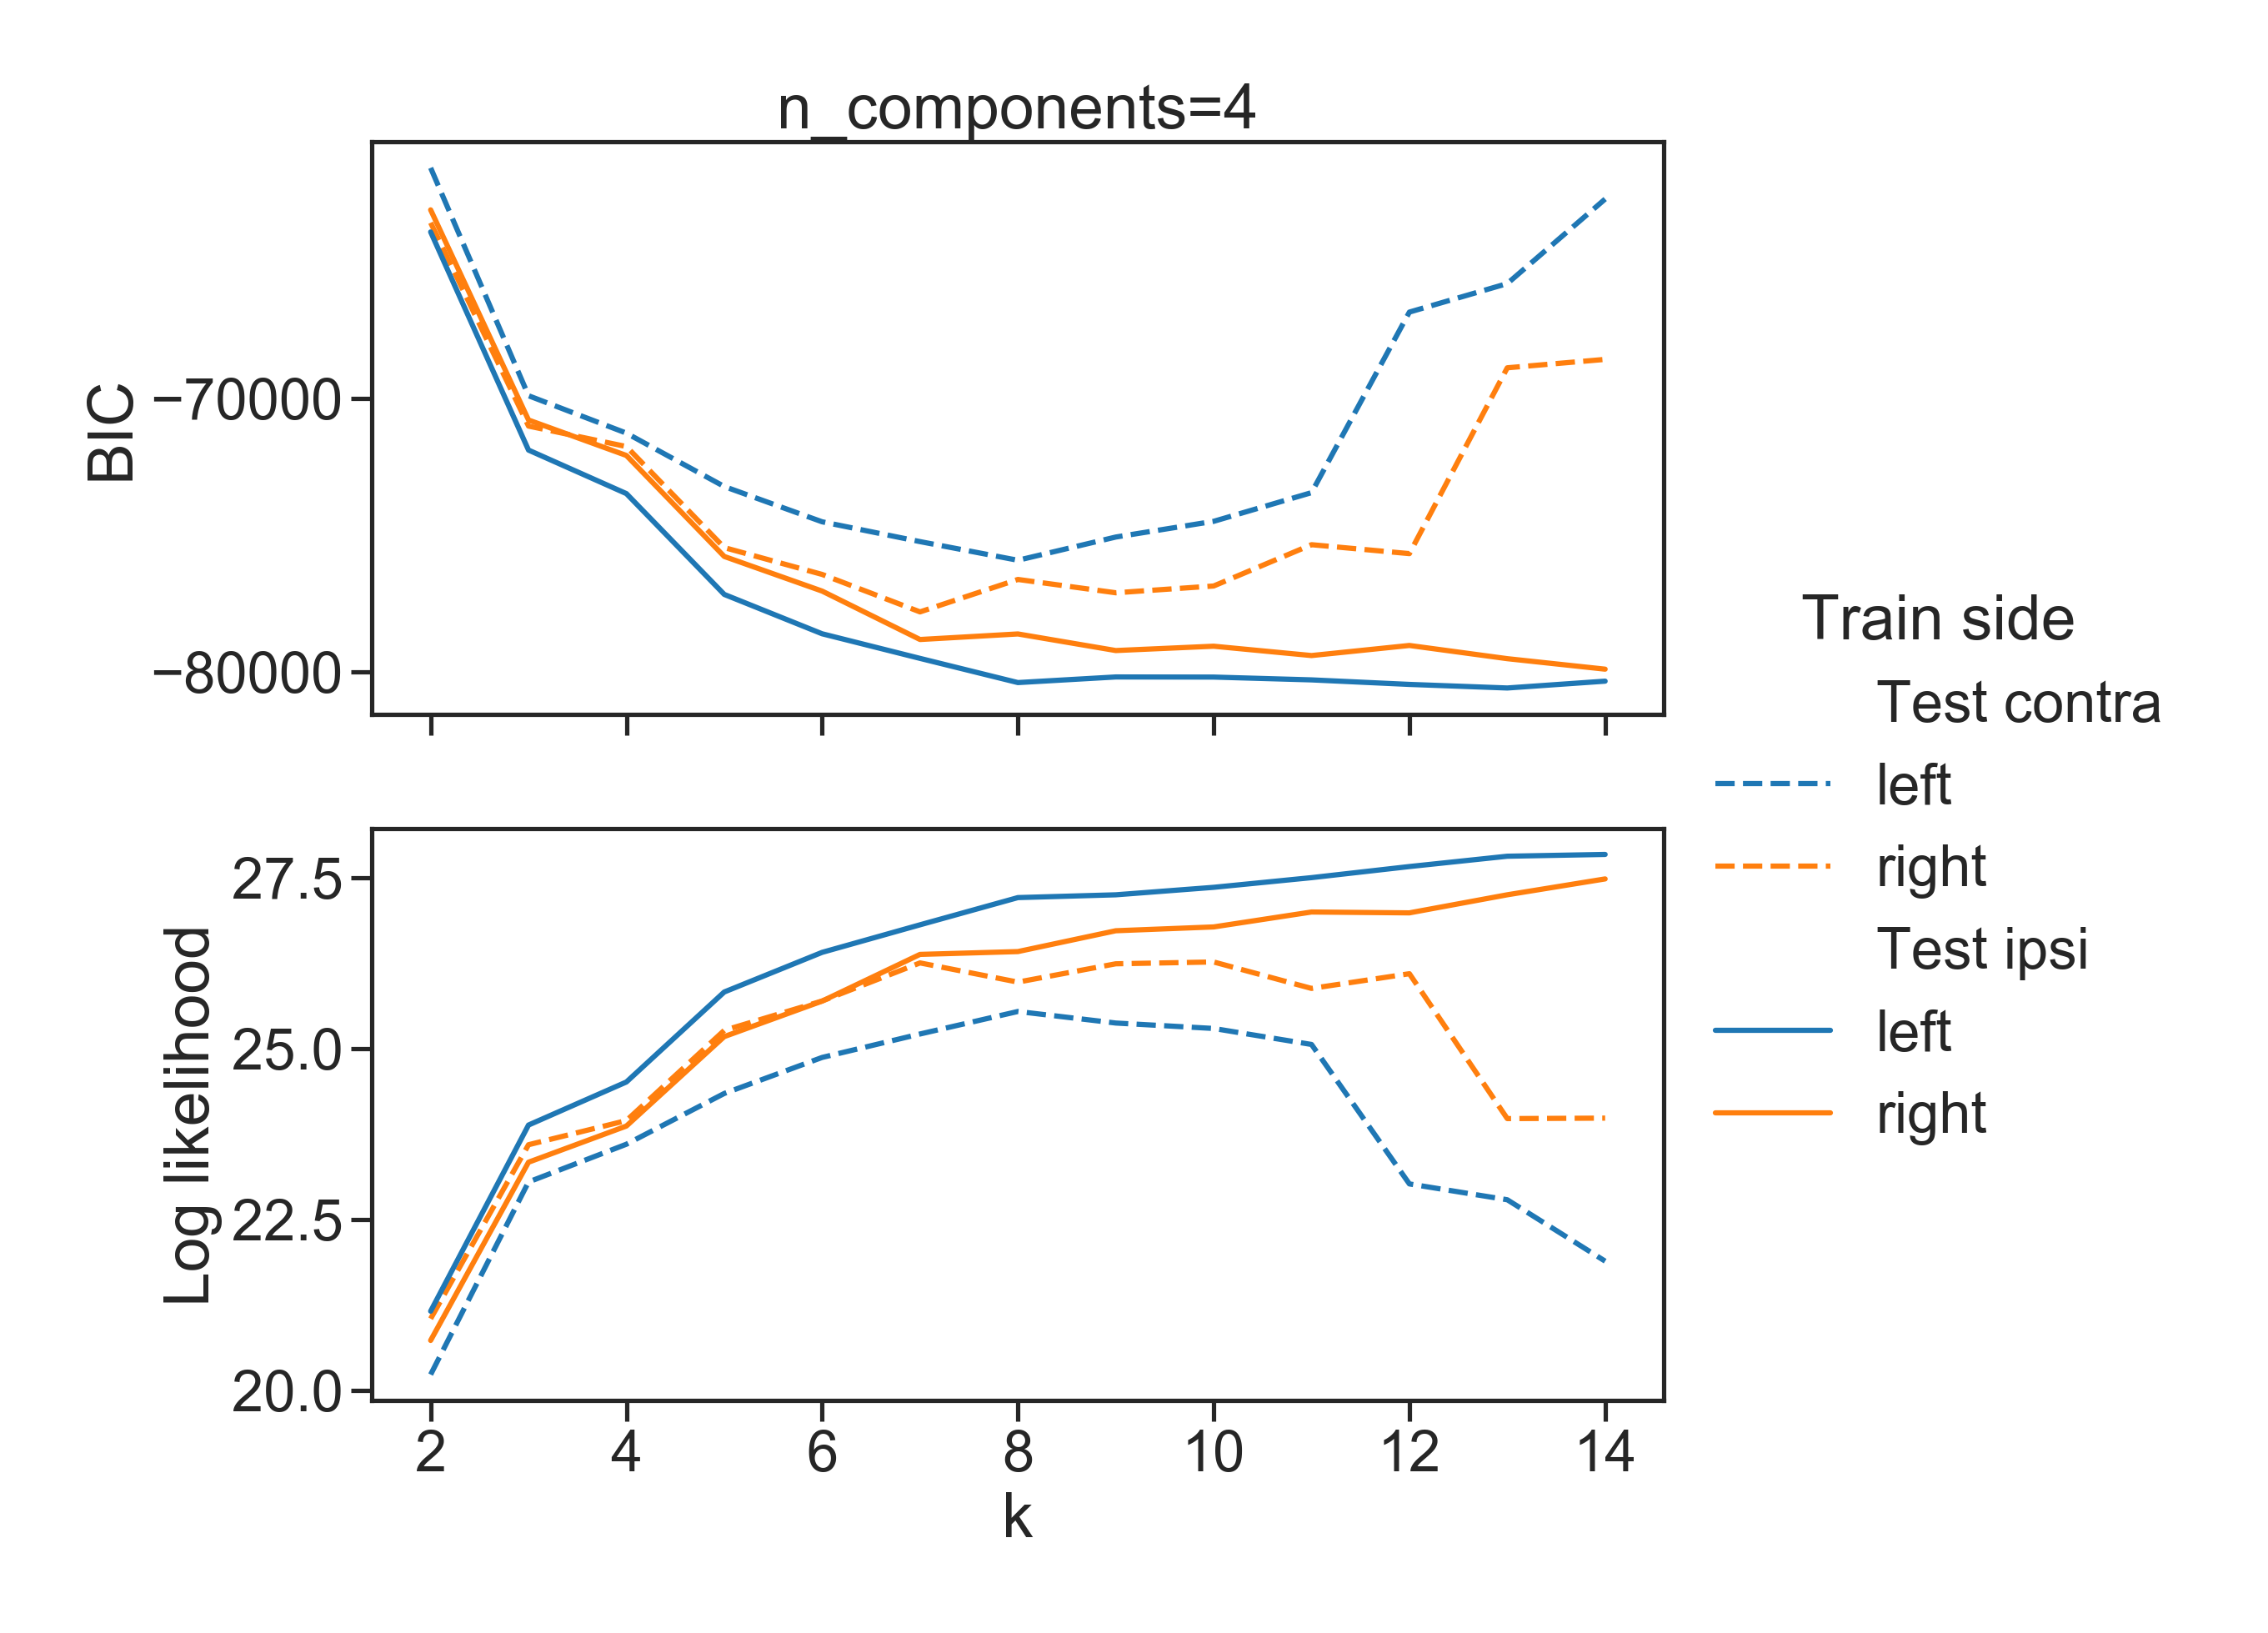 n_components=4
BIC
−70000
−80000
Log likelihood
27.5
25.0
22.5
20.0
2 4 6 8 10 12 14
k
Train side
Test contra
left
right
Test ipsi
left
right